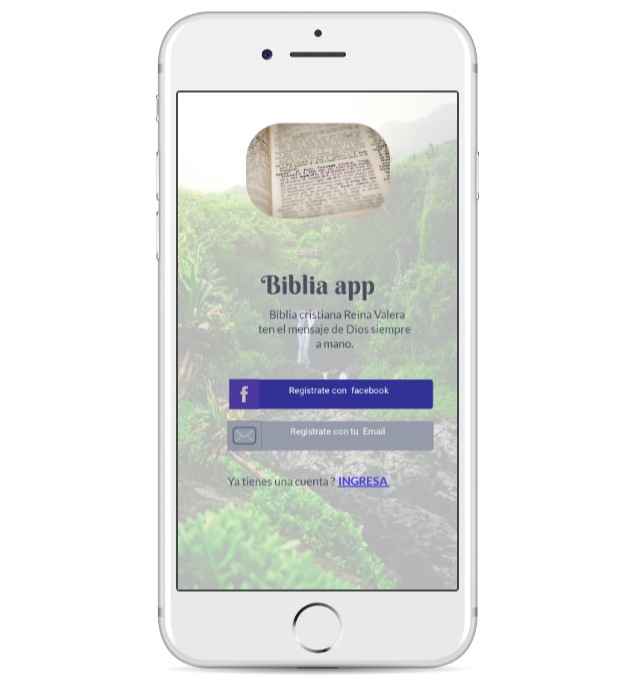 Biblia app
Biblia cristiana Reina Valera
ten el mensaje de Dios siempre
a mano.
f
Registrate con facebook
Registrate con tu Email
Ya tienes una cuenta ? INGRESA